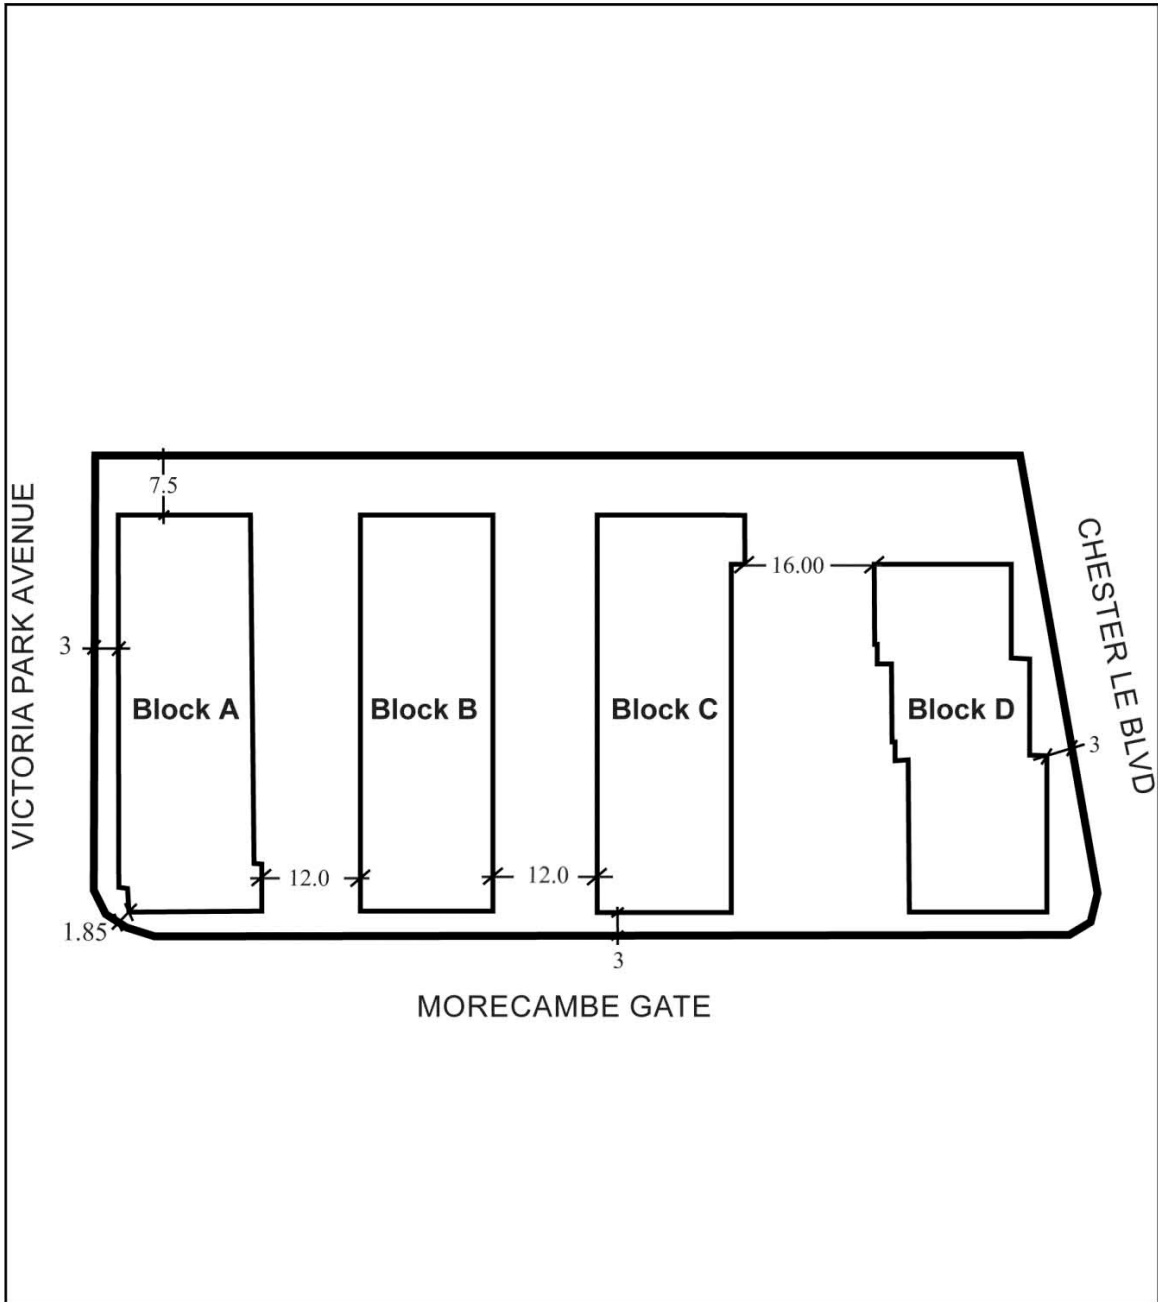 7.5
VICTORIA PARK AVENUE
CHESTER LE BLVD
16.00
3
Block A
Block B
Block C
Block D
3
12.0
12.0
1.85
3
MORECAMBE GATE